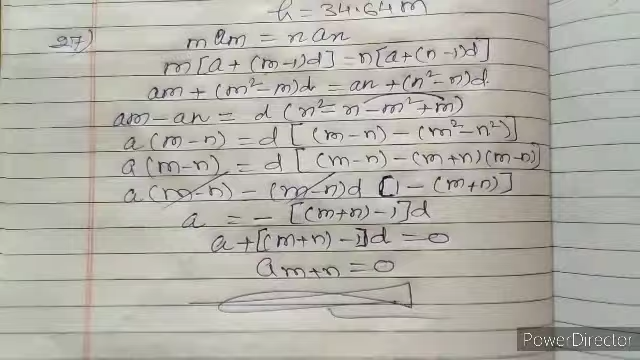 h = 34.64m
27) m am = n an
m[a + (m-1)d] = n[a + (n-1)d]
am + (m²-m)d = an + (n²-n)d
am - an = d (n²-n-m²+m)
a(m-n) = d [(m-n) - (m²-n²)]
a(m-n) = d [(m-n) - (m+n)(m-n)]
a(m-n) - (m-n)d [1 - (m+n)]
a = - [(m+n)-1]d
a + [(m+n)-1]d = 0
am+n = 0
PowerDirector